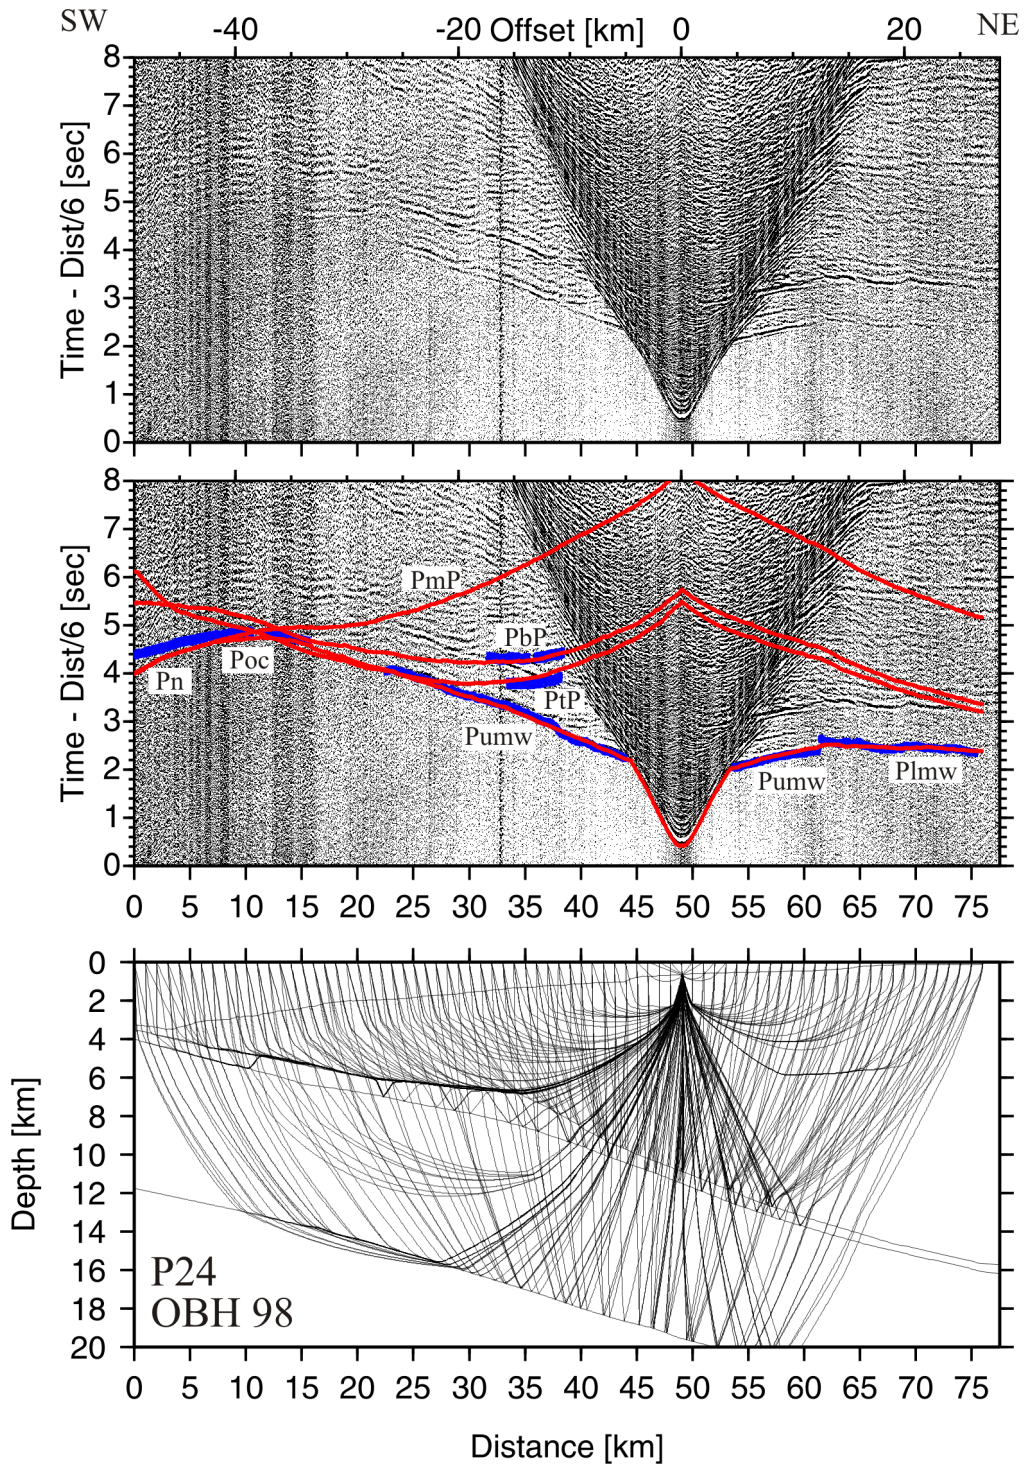 SW -40 -20 Offset [km] 0 20 NE
8
7
6
5
4
3
2
1
0
Time - Dist/6 [sec]
8
7
6
5
4
3
2
1
0
Time - Dist/6 [sec]
PmP
PbP
Poc
Pn
PtP
Pumw
Pumw
Plmw
0 5 10 15 20 25 30 35 40 45 50 55 60 65 70 75
0
2
4
6
8
10
12
14
16
18
20
Depth [km]
P24
OBH 98
0 5 10 15 20 25 30 35 40 45 50 55 60 65 70 75
Distance [km]